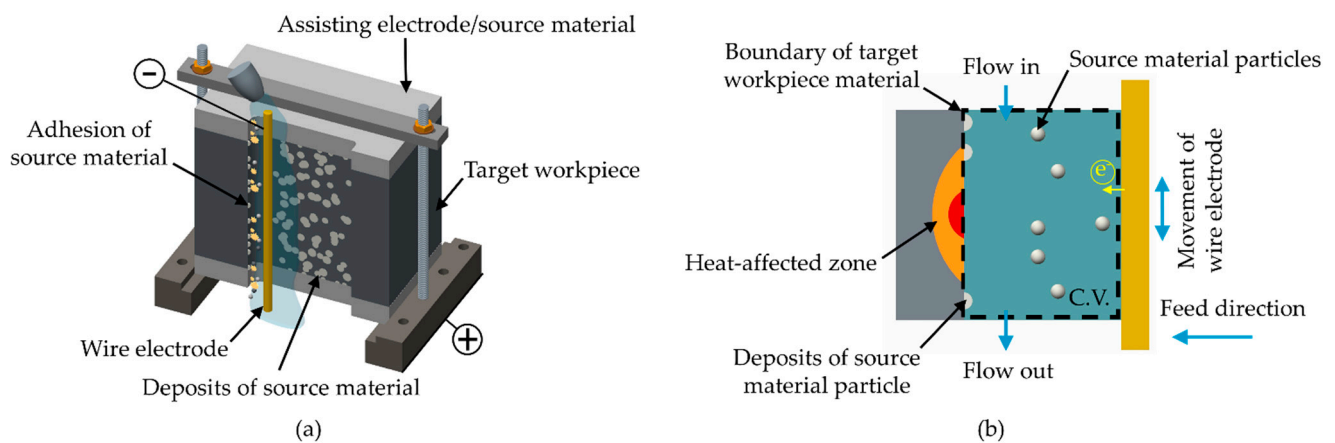 (a)
Assisting electrode/source material
−
Adhesion of
source material
Target workpiece
Wire electrode
+
Deposits of source material
(b)
Boundary of target
workpiece material
Flow in
Source material particles
e-
Movement of
wire electrode
Heat-affected zone
C.V.
Feed direction
Deposits of source
material particle
Flow out